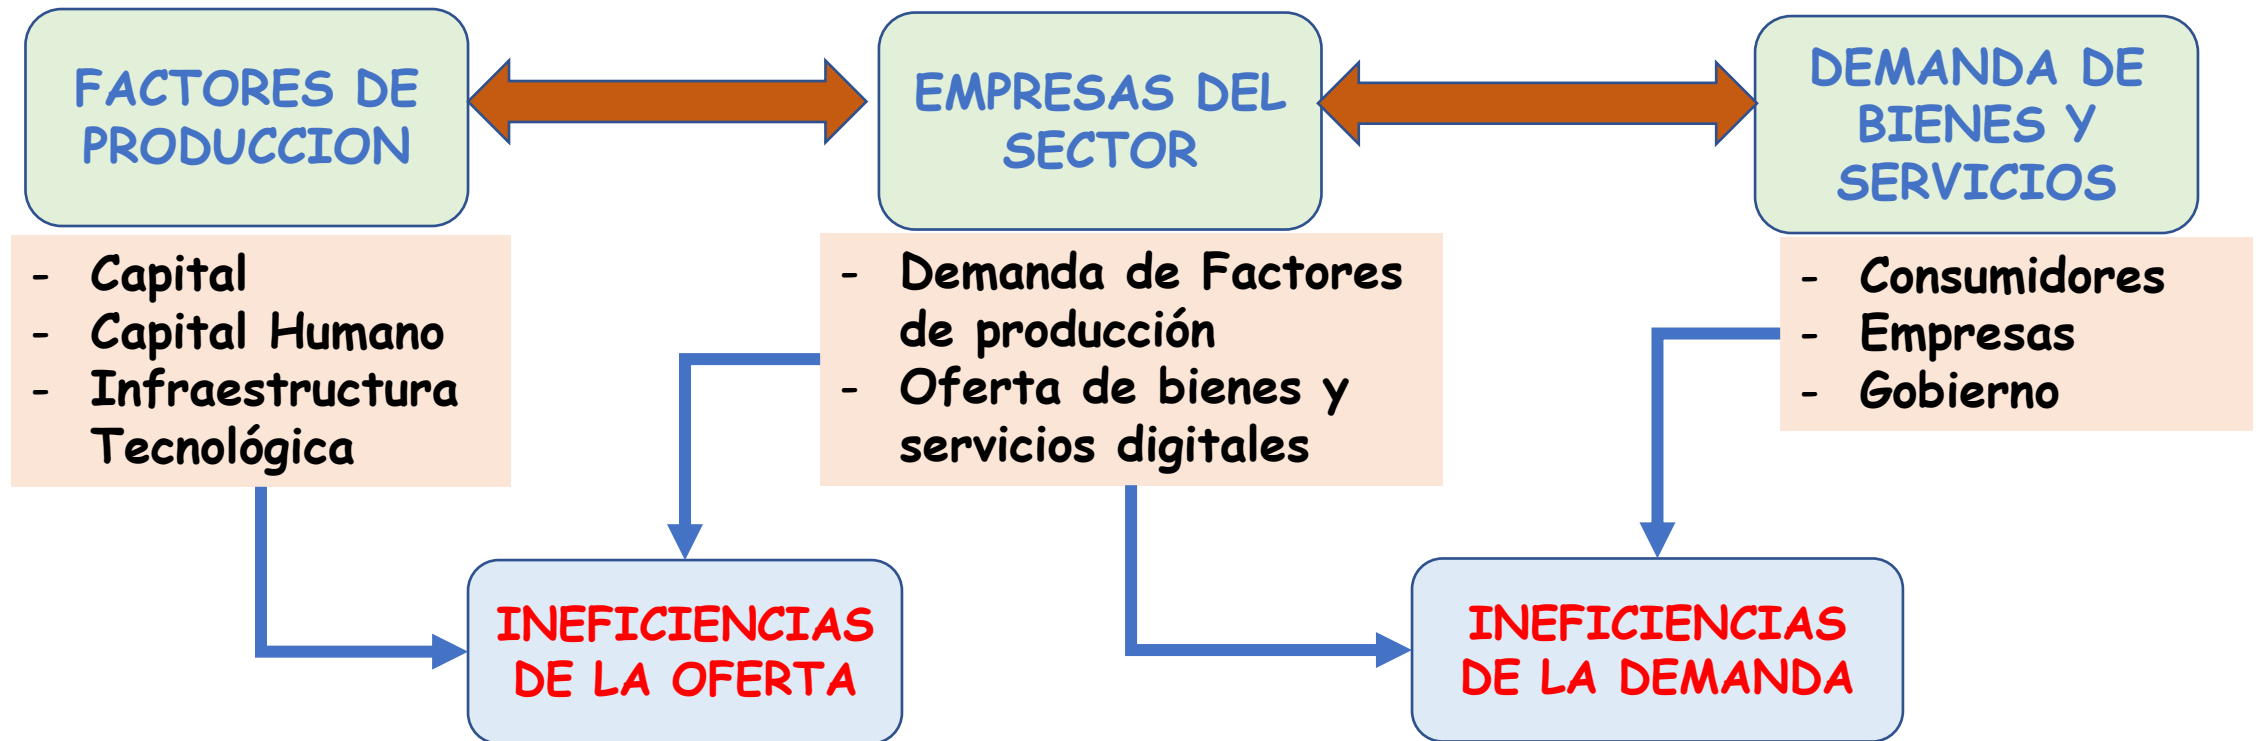 FACTORES DE
PRODUCCION
EMPRESAS DEL
SECTOR
DEMANDA DE
BIENES Y
SERVICIOS
- Capital
- Capital Humano
- Infraestructura
Tecnológica
- Demanda de Factores
de producción
- Oferta de bienes y
servicios digitales
- Consumidores
- Empresas
- Gobierno
INEFICIENCIAS
DE LA OFERTA
INEFICIENCIAS
DE LA DEMANDA